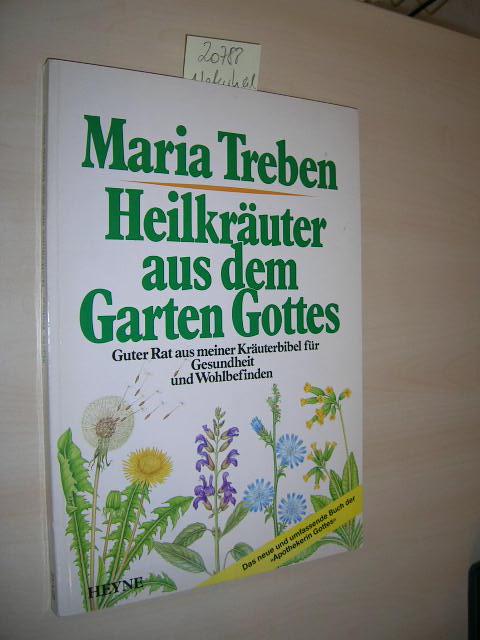 20787
Maria Treben
Heilkräuter
aus dem
Garten Gottes
Guter Rat aus meiner Kräuterbibel für
Gesundheit
und Wohlbefinden
Das neue und umfassende Buch der
»Apothekerin Gottes«
HEYNE